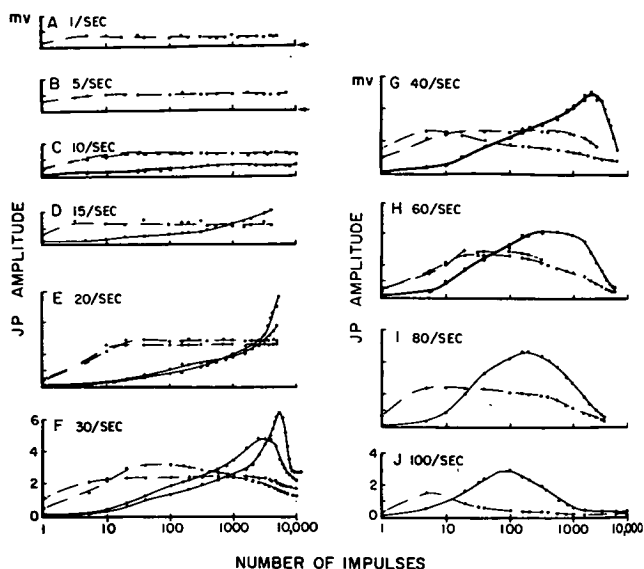 mv
A 1/SEC
B 5/SEC
C 10/SEC
D 15/SEC
E 20/SEC
F 30/SEC
6
4
2
0
1 10 100 1000 10,000
JP AMPLITUDE
mv
G 40/SEC
H 60/SEC
I 80/SEC
J 100/SEC
4
2
0
1 10 100 1000 10,000
JP AMPLITUDE
NUMBER OF IMPULSES